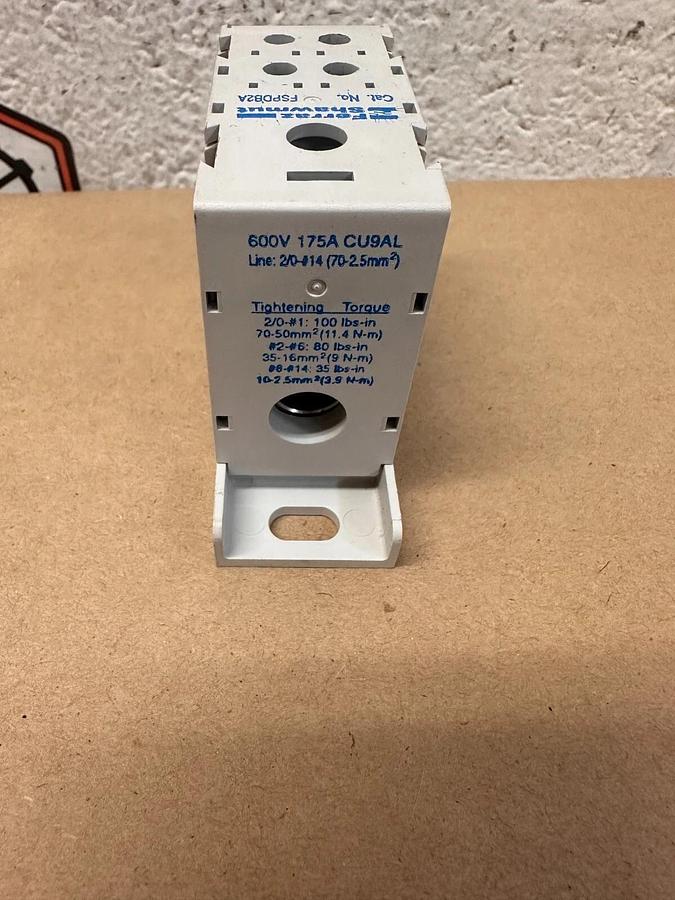 Cat. No. FSPDB2A
Ferraz
Shawmut
600V 175A CU9AL
Line: 2/0-#14 (70-2.5mm²)
Tightening Torque
2/0-#1: 100 lbs-in
70-50mm²(11.4 N-m)
#2-#6: 80 lbs-in
35-16mm²(9 N-m)
#8-#14: 35 lbs-in
10-2.5mm²(3.9 N-m)